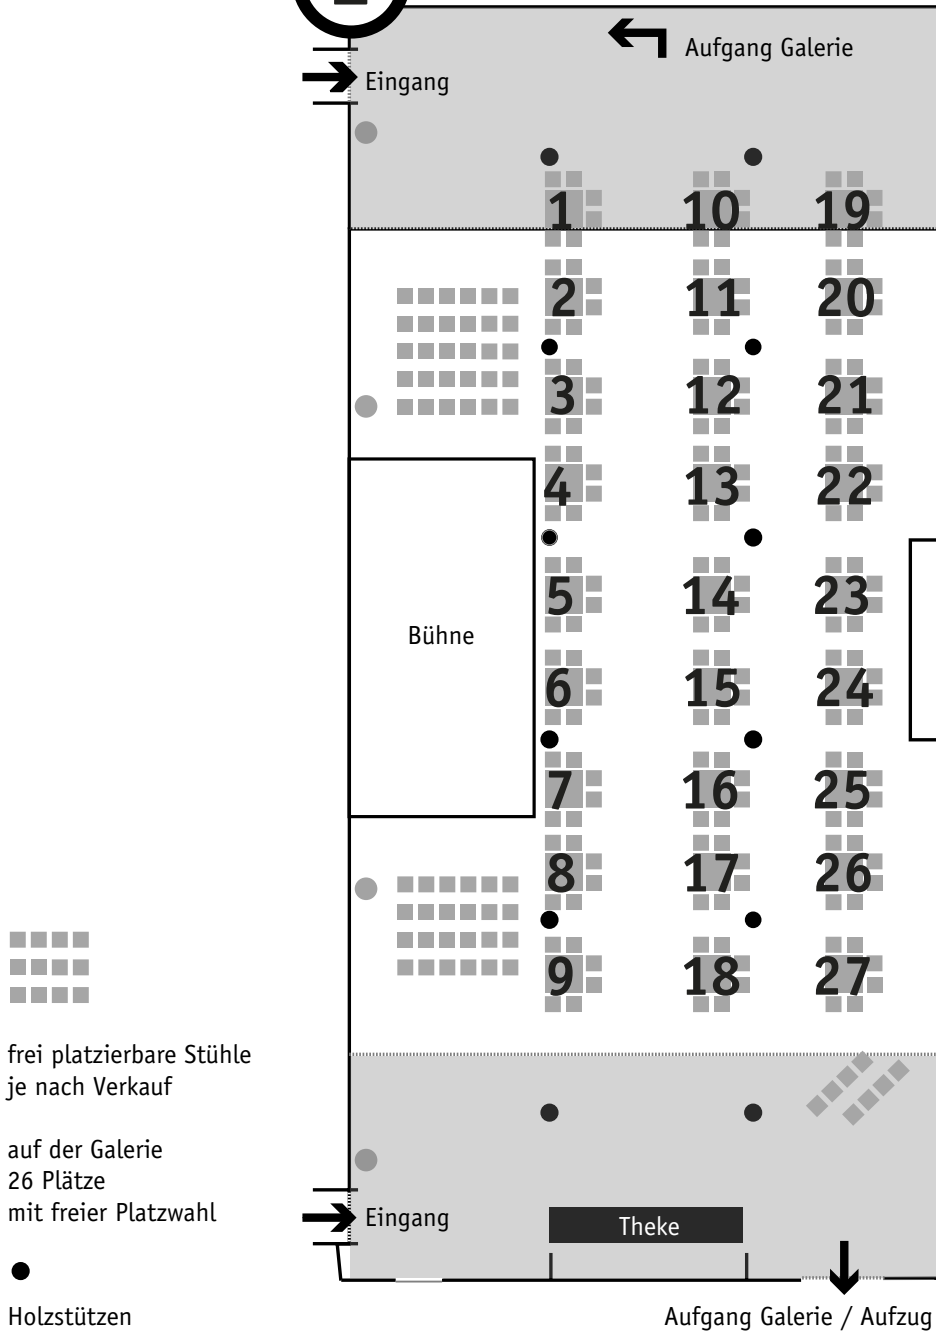 Aufgang Galerie
Eingang
1 10 19
2 11 20
3 12 21
4 13 22
5 14 23
Bühne
6 15 24
7 16 25
8 17 26
9 18 27
frei platzierbare Stühle
je nach Verkauf
auf der Galerie
26 Plätze
mit freier Platzwahl
Eingang
Theke
Holzstützen
Aufgang Galerie / Aufzug